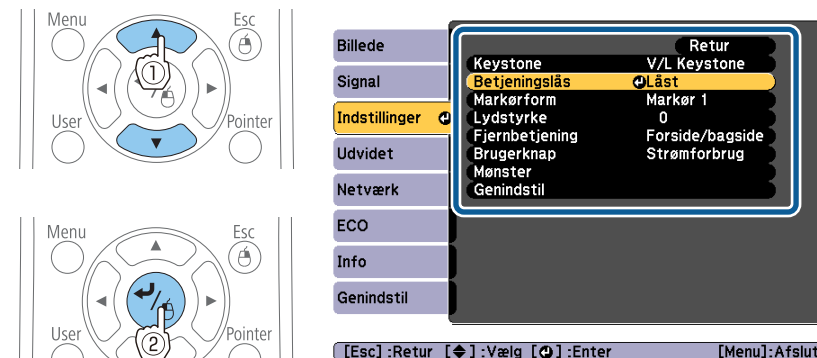 Menu
Esc
①
User
Pointer
Menu
Esc
User
②
Pointer
Billede
Signal
Indstillinger
Udvidet
Netværk
ECO
Info
Genindstil
Retur
Keystone V/L Keystone
Betjeningslås Låst
Markørform Markør 1
Lydstyrke 0
Fjernbetjening Forside/bagside
Brugerknap Strømforbrug
Mønster
Genindstil
[Esc] :Retur [◆] :Vælg [⏎] :Enter [Menu]:Afslut